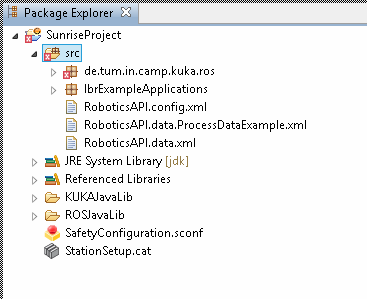 Package Explorer
SunriseProject
src
de.tum.in.camp.kuka.ros
lbrExampleApplications
RoboticsAPI.config.xml
RoboticsAPI.data.ProcessDataExample.xml
RoboticsAPI.data.xml
JRE System Library [jdk]
Referenced Libraries
KUKAJavaLib
ROSJavaLib
SafetyConfiguration.sconf
StationSetup.cat